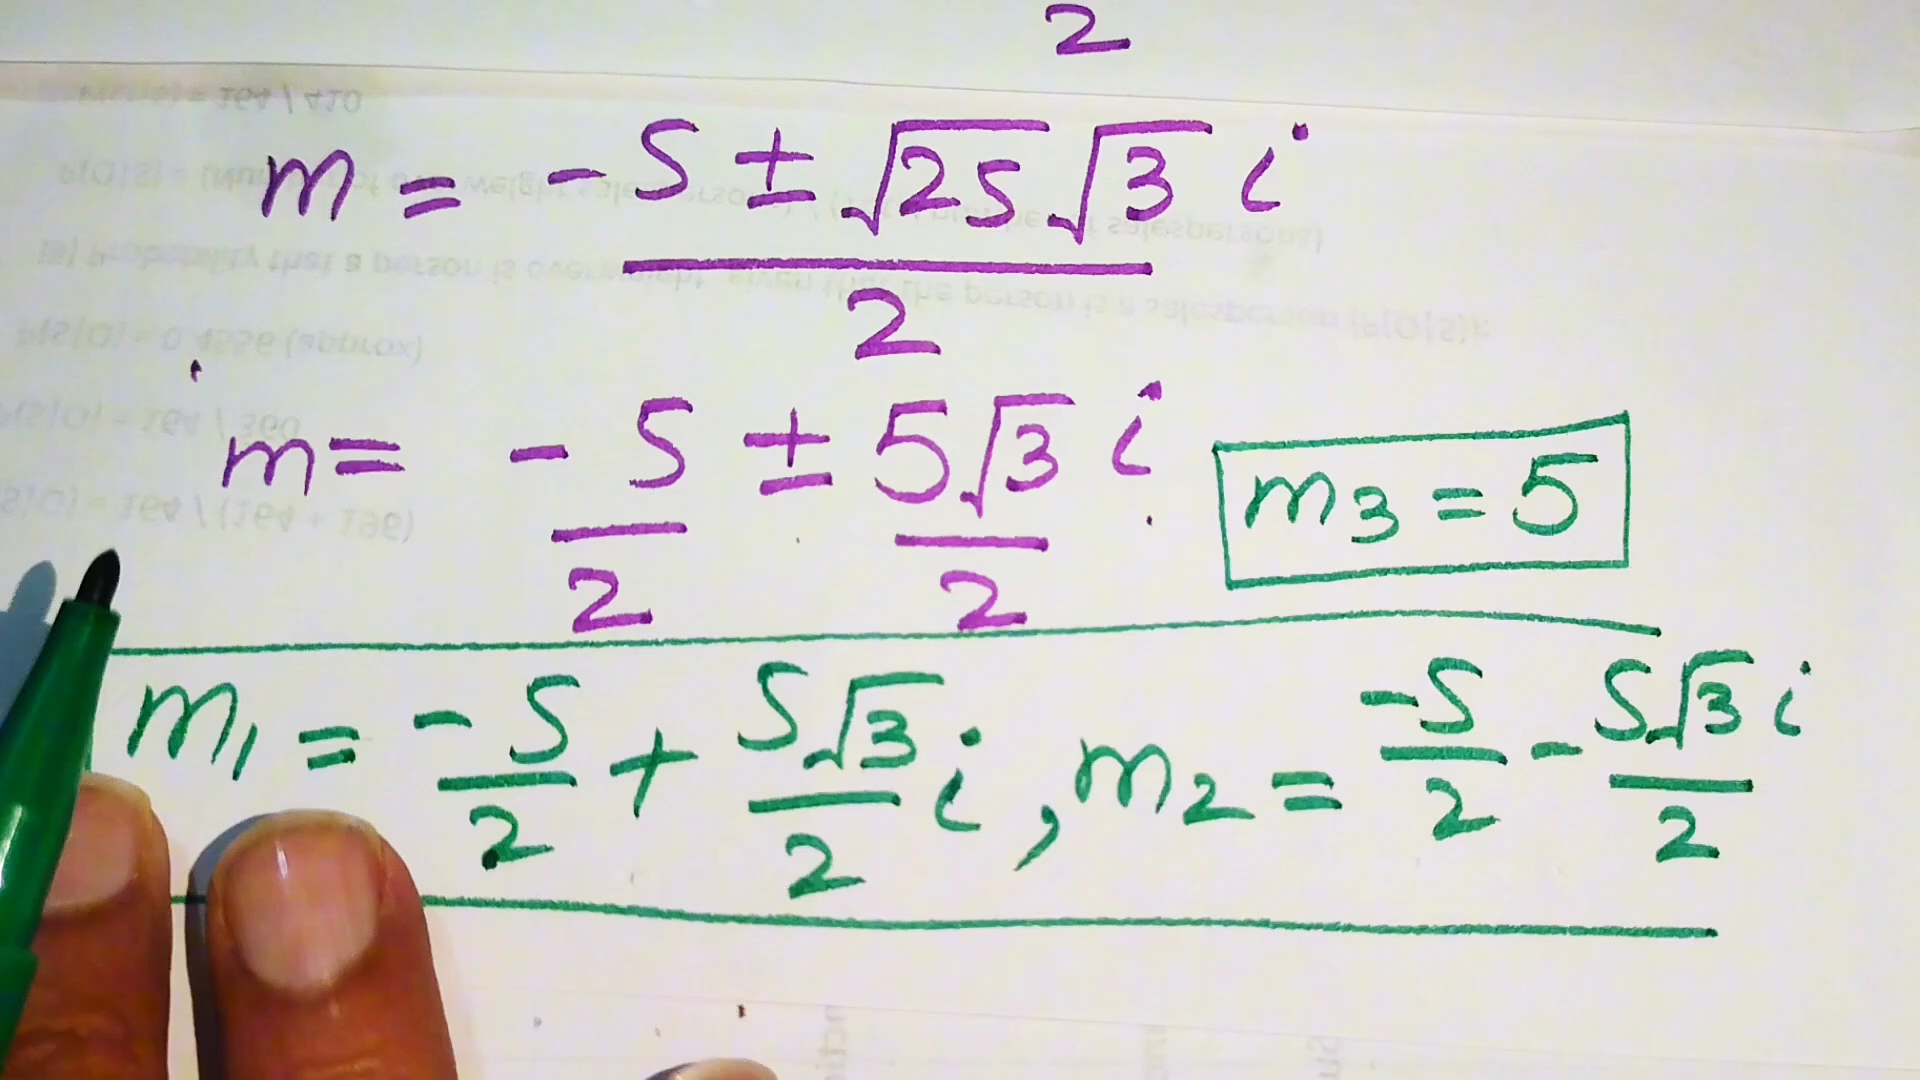 2
m = -5 ± √25 √3 i
2
m = -5/2 ± 5√3/2 i
m3 = 5
m1 = -5/2 + 5√3/2 i , m2 = -5/2 - 5√3 i/2